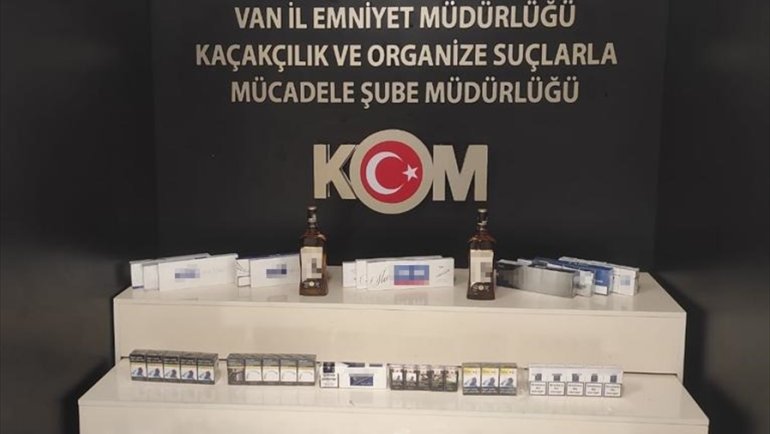 VAN İL EMNİYET MÜDÜRLÜĞÜ
KAÇAKÇILIK VE ORGANİZE SUÇLARLA
MÜCADELE ŞUBE MÜDÜRLÜĞÜ
KOM